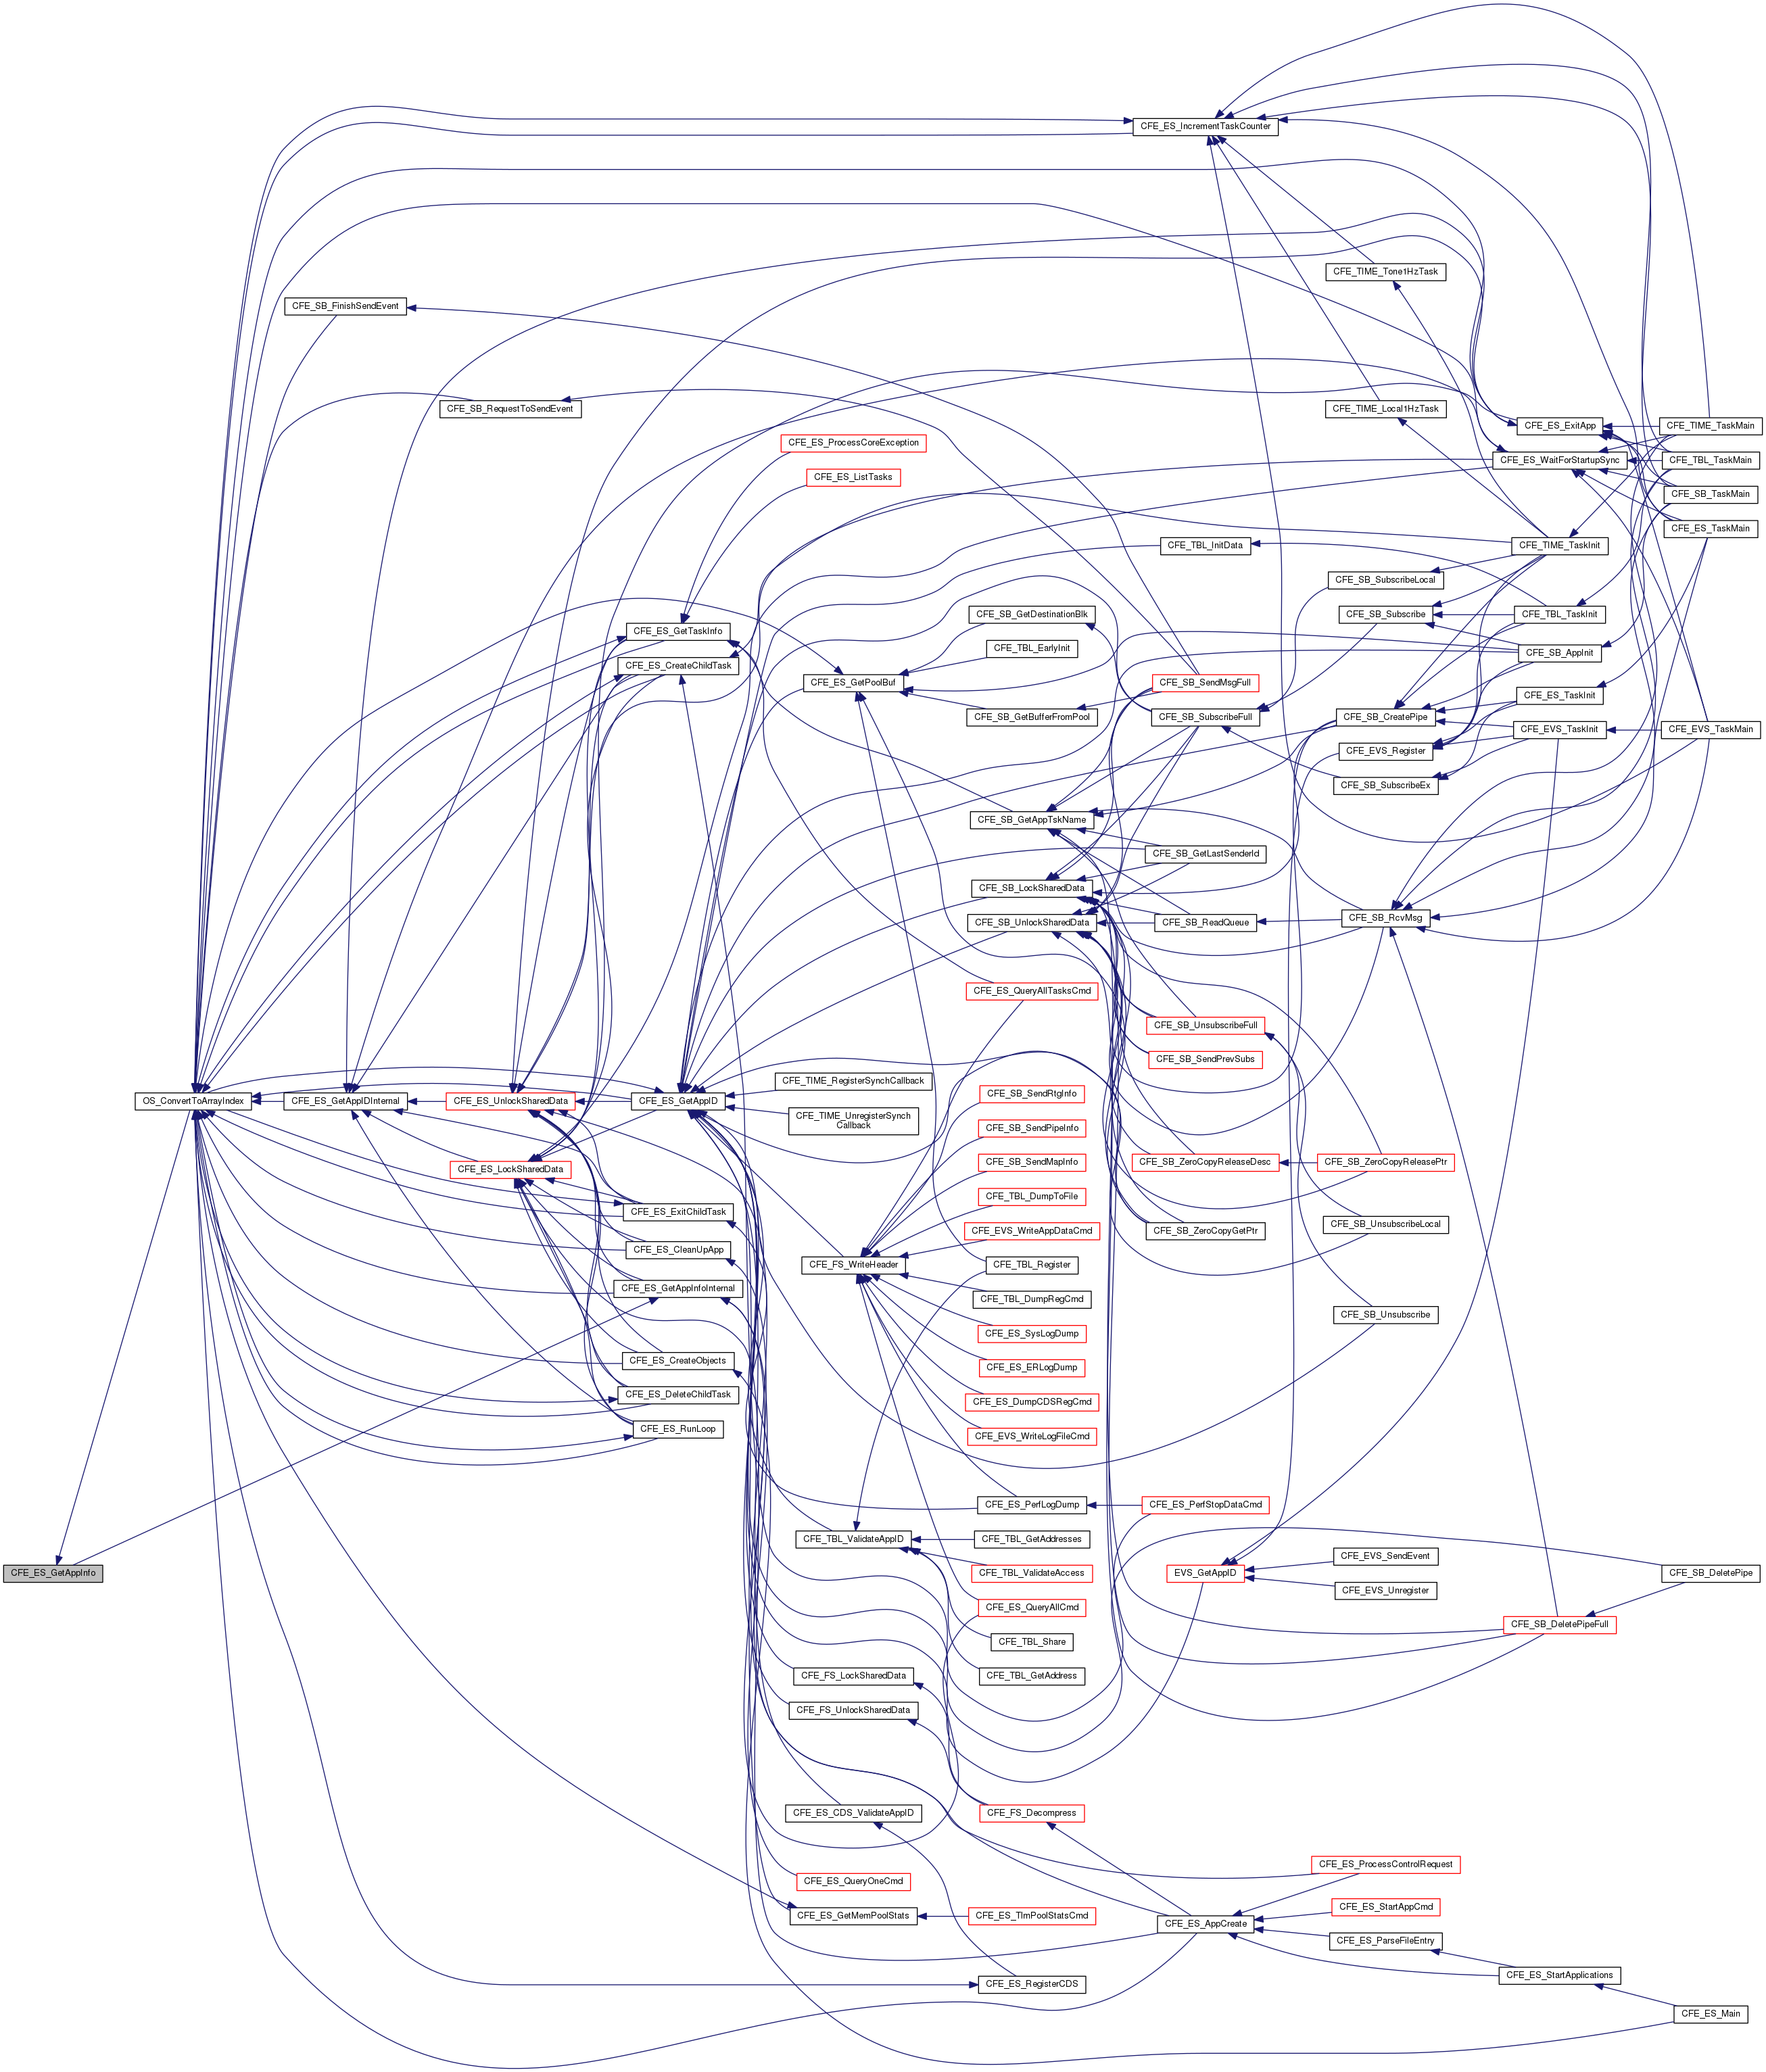 CFE_ES_IncrementTaskCounter
CFE_TIME_Tone1HzTask
CFE_SB_FinishSendEvent
CFE_SB_RequestToSendEvent
CFE_TIME_Local1HzTask
CFE_ES_ExitApp
CFE_TIME_TaskMain
CFE_ES_ProcessCoreException
CFE_ES_WaitForStartupSync
CFE_TBL_TaskMain
CFE_ES_ListTasks
CFE_SB_TaskMain
CFE_ES_TaskMain
CFE_TBL_InitData
CFE_TIME_TaskInit
CFE_SB_SubscribeLocal
CFE_SB_GetDestinationBlk
CFE_SB_Subscribe
CFE_TBL_TaskInit
CFE_ES_GetTaskInfo
CFE_TBL_EarlyInit
CFE_SB_AppInit
CFE_ES_CreateChildTask
CFE_ES_GetPoolBuf
CFE_SB_SendMsgFull
CFE_ES_TaskInit
CFE_SB_GetBufferFromPool
CFE_SB_SubscribeFull
CFE_SB_CreatePipe
CFE_EVS_TaskInit
CFE_EVS_TaskMain
CFE_EVS_Register
CFE_SB_SubscribeEx
CFE_SB_GetAppTskName
CFE_SB_GetLastSenderId
CFE_SB_LockSharedData
CFE_SB_UnlockSharedData
CFE_SB_ReadQueue
CFE_SB_RcvMsg
CFE_ES_QueryAllTasksCmd
CFE_SB_UnsubscribeFull
CFE_SB_SendPrevSubs
CFE_TIME_RegisterSynchCallback
CFE_SB_SendRtgInfo
OS_ConvertToArrayIndex
CFE_ES_GetAppIDInternal
CFE_ES_UnlockSharedData
CFE_ES_GetAppID
CFE_TIME_UnregisterSynch
Callback
CFE_SB_SendPipeInfo
CFE_ES_LockSharedData
CFE_SB_SendMapInfo
CFE_SB_ZeroCopyReleaseDesc
CFE_SB_ZeroCopyReleasePtr
CFE_TBL_DumpToFile
CFE_ES_ExitChildTask
CFE_EVS_WriteAppDataCmd
CFE_SB_ZeroCopyGetPtr
CFE_SB_UnsubscribeLocal
CFE_ES_CleanUpApp
CFE_FS_WriteHeader
CFE_TBL_Register
CFE_ES_GetAppInfoInternal
CFE_TBL_DumpRegCmd
CFE_SB_Unsubscribe
CFE_ES_SysLogDump
CFE_ES_CreateObjects
CFE_ES_ERLogDump
CFE_ES_DeleteChildTask
CFE_ES_DumpCDSRegCmd
CFE_ES_RunLoop
CFE_EVS_WriteLogFileCmd
CFE_ES_PerfLogDump
CFE_ES_PerfStopDataCmd
CFE_TBL_ValidateAppID
CFE_TBL_GetAddresses
CFE_EVS_SendEvent
CFE_ES_GetAppInfo
CFE_TBL_ValidateAccess
EVS_GetAppID
CFE_SB_DeletePipe
CFE_EVS_Unregister
CFE_ES_QueryAllCmd
CFE_SB_DeletePipeFull
CFE_TBL_Share
CFE_FS_LockSharedData
CFE_TBL_GetAddress
CFE_FS_UnlockSharedData
CFE_ES_CDS_ValidateAppID
CFE_FS_Decompress
CFE_ES_ProcessControlRequest
CFE_ES_QueryOneCmd
CFE_ES_StartAppCmd
CFE_ES_GetMemPoolStats
CFE_ES_TlmPoolStatsCmd
CFE_ES_AppCreate
CFE_ES_ParseFileEntry
CFE_ES_StartApplications
CFE_ES_RegisterCDS
CFE_ES_Main